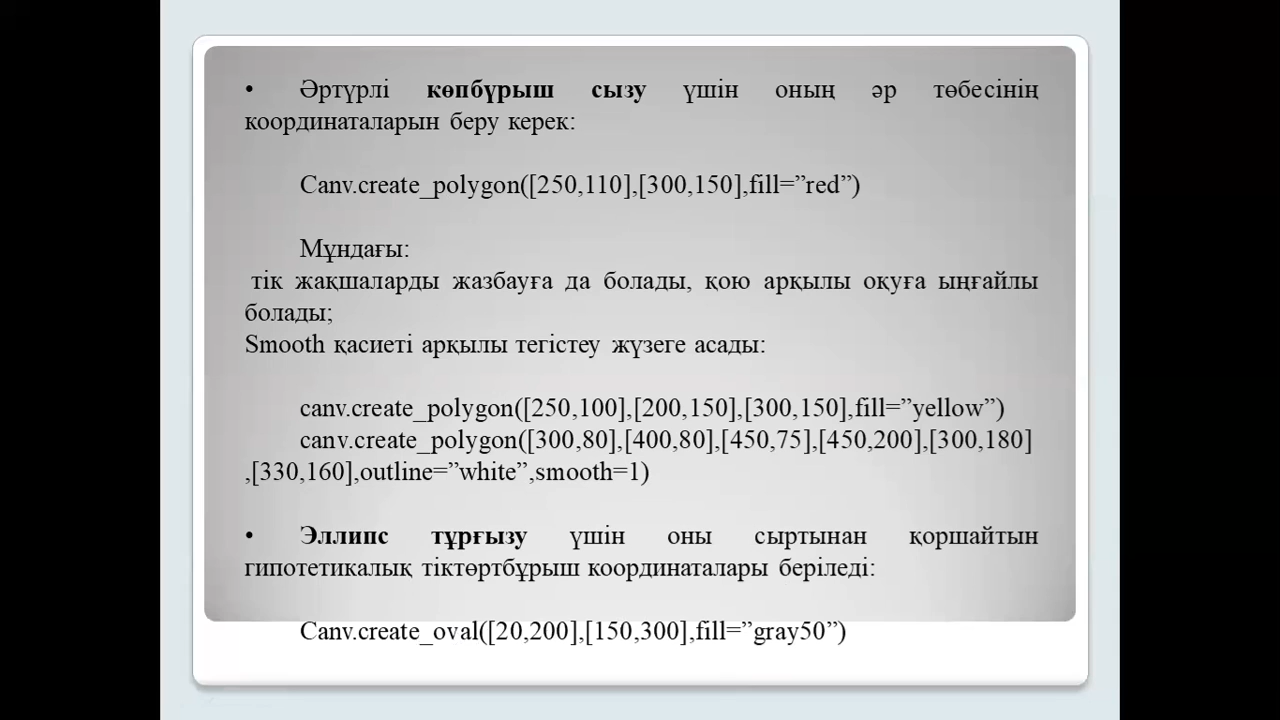 • Әртүрлі көпбұрыш сызу үшін оның әр төбесінің
координаталарын беру керек:
Canv.create_polygon([250,110],[300,150],fill=”red”)
Мұндағы:
тік жақшаларды жазбауға да болады, қою арқылы оқуға ыңғайлы
болады;
Smooth қасиеті арқылы тегістеу жүзеге асады:
canv.create_polygon([250,100],[200,150],[300,150],fill=”yellow”)
canv.create_polygon([300,80],[400,80],[450,75],[450,200],[300,180]
,[330,160],outline=”white”,smooth=1)
• Эллипс тұрғызу үшін оны сыртынан қоршайтын
гипотетикалық тіктөртбұрыш координаталары беріледі:
Canv.create_oval([20,200],[150,300],fill=”gray50”)